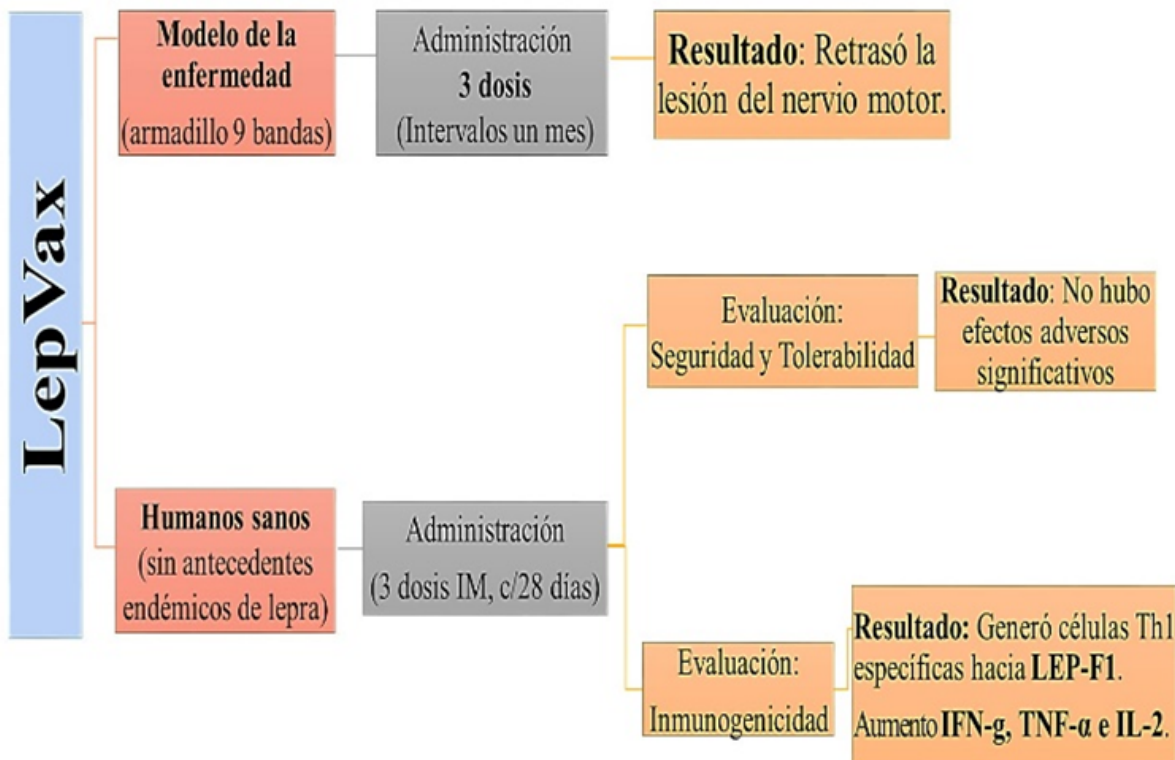 LepVax
Modelo de la
enfermedad
(armadillo 9 bandas)
Administración
3 dosis
(Intervalos un mes)
Resultado: Retrasó la
lesión del nervio motor.
Humanos sanos
(sin antecedentes
endémicos de lepra)
Administración
(3 dosis IM, c/28 días)
Evaluación:
Seguridad y Tolerabilidad
Resultado: No hubo
efectos adversos
significativos
Evaluación:
Inmunogenicidad
Resultado: Generó células Th1
específicas hacia LEP-F1.
Aumento IFN-g, TNF-α e IL-2.